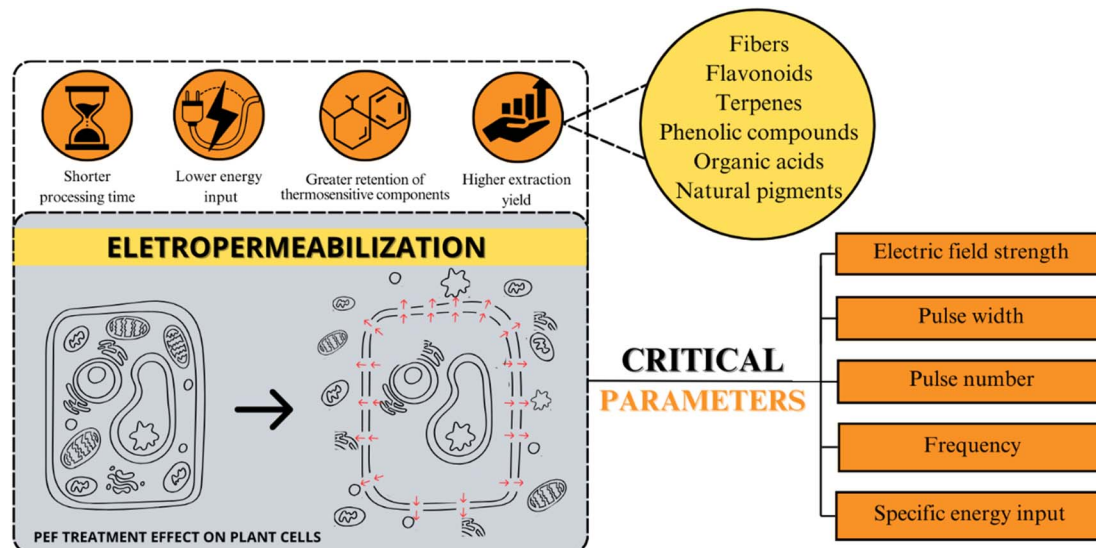 Fibers
Flavonoids
Terpenes
Phenolic compounds
Organic acids
Natural pigments
Shorter
processing time
Lower energy
input
Greater retention of
thermosensitive components
Higher extraction
yield
ELETROPERMEABILIZATION
PEF TREATMENT EFFECT ON PLANT CELLS
CRITICAL
PARAMETERS
Electric field strength
Pulse width
Pulse number
Frequency
Specific energy input